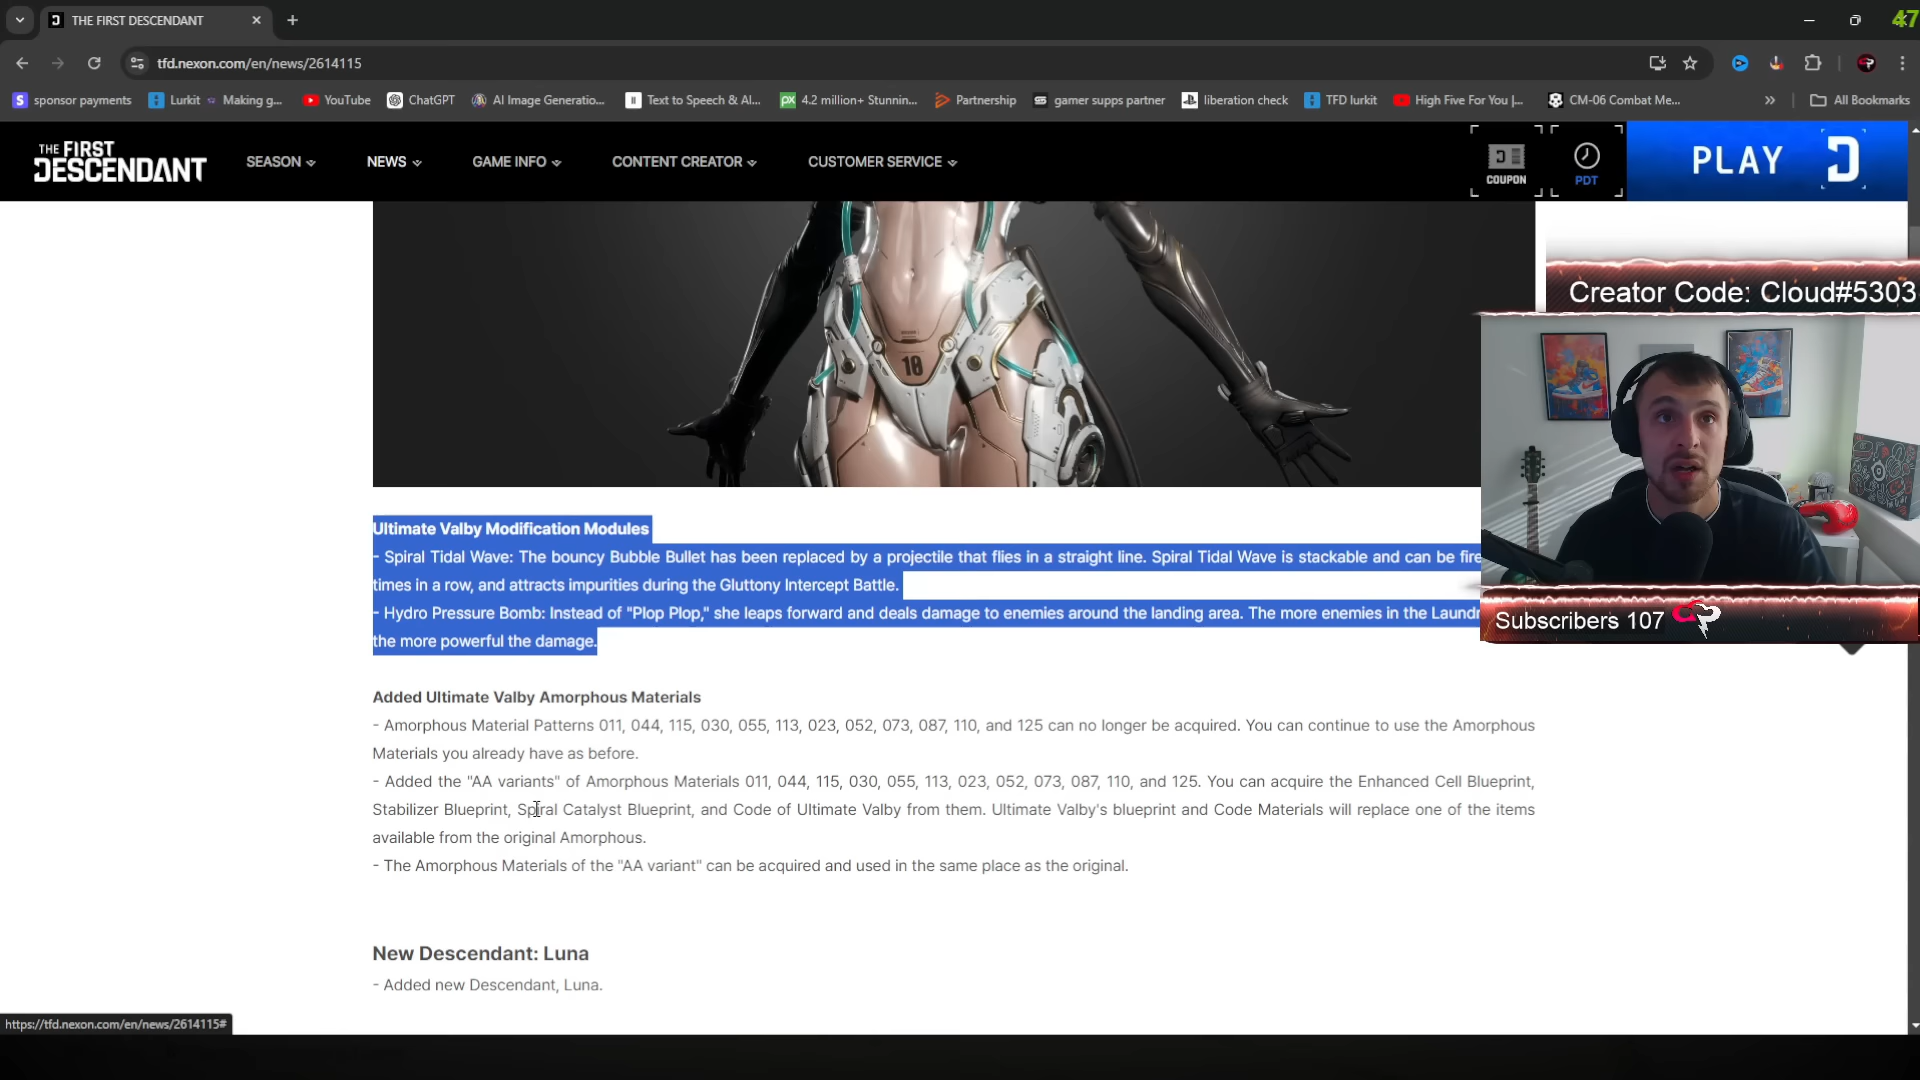 THE FIRST DESCENDANT
47
tfd.nexon.com/en/news/2614115
sponsor payments
Lurkit
Making g...
YouTube
ChatGPT
AI Image Generatio...
Text to Speech & AI...
4.2 million+ Stunnin...
Partnership
gamer supps partner
liberation check
TFD lurkit
High Five For You |...
CM-06 Combat Me...
All Bookmarks
THE FIRST
DESCENDANT
SEASON
NEWS
GAME INFO
CONTENT CREATOR
CUSTOMER SERVICE
COUPON
PDT
PLAY
10
Creator Code: Cloud#5303
Ultimate Valby Modification Modules
- Spiral Tidal Wave: The bouncy Bubble Bullet has been replaced by a projectile that flies in a straight line. Spiral Tidal Wave is stackable and can be fire
times in a row, and attracts impurities during the Gluttony Intercept Battle.
- Hydro Pressure Bomb: Instead of "Plop Plop," she leaps forward and deals damage to enemies around the landing area. The more enemies in the Laundr
the more powerful the damage.
Subscribers 107
Added Ultimate Valby Amorphous Materials
- Amorphous Material Patterns 011, 044, 115, 030, 055, 113, 023, 052, 073, 087, 110, and 125 can no longer be acquired. You can continue to use the Amorphous
Materials you already have as before.
- Added the "AA variants" of Amorphous Materials 011, 044, 115, 030, 055, 113, 023, 052, 073, 087, 110, and 125. You can acquire the Enhanced Cell Blueprint,
Stabilizer Blueprint, Spiral Catalyst Blueprint, and Code of Ultimate Valby from them. Ultimate Valby's blueprint and Code Materials will replace one of the items
available from the original Amorphous.
- The Amorphous Materials of the "AA variant" can be acquired and used in the same place as the original.
New Descendant: Luna
- Added new Descendant, Luna.
https://tfd.nexon.com/en/news/2614115#